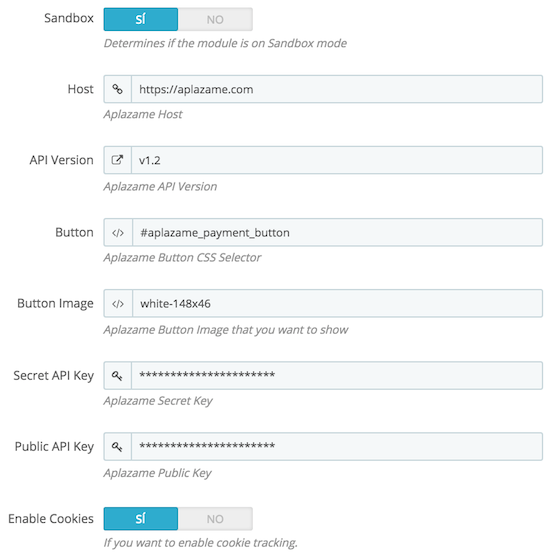 Sandbox SÍ NO
Determines if the module is on Sandbox mode
Host https://aplazame.com
Aplazame Host
API Version v1.2
Aplazame API Version
Button </> #aplazame_payment_button
Aplazame Button CSS Selector
Button Image </> white-148x46
Aplazame Button Image that you want to show
Secret API Key **********************
Aplazame Secret Key
Public API Key **********************
Aplazame Public Key
Enable Cookies SÍ NO
If you want to enable cookie tracking.